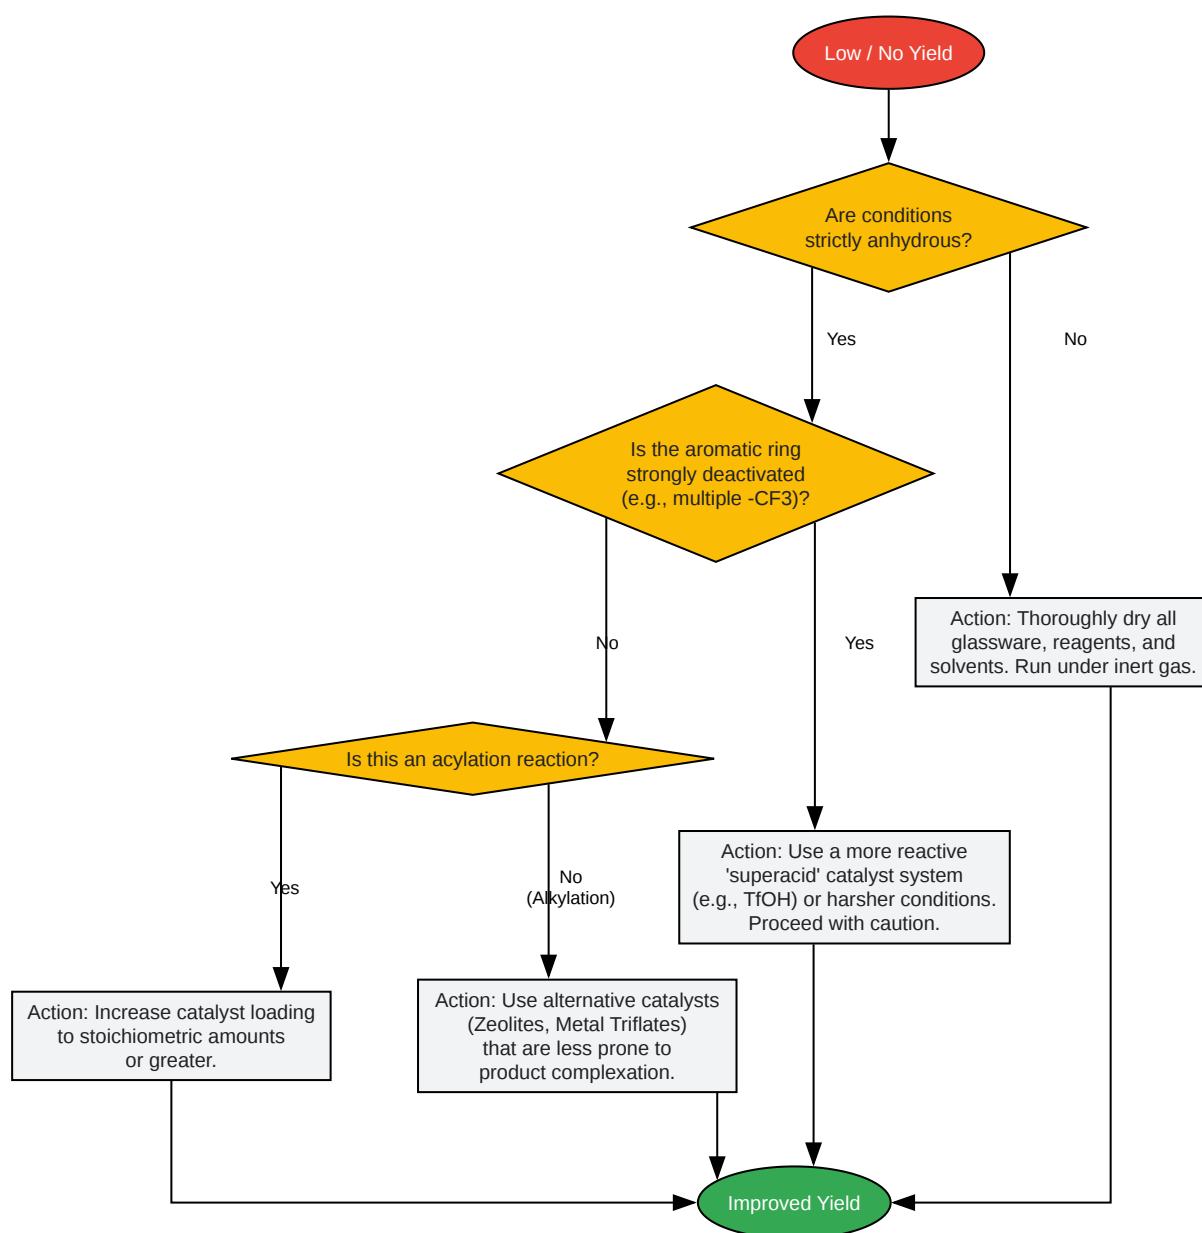 Low / No Yield
Are conditions
strictly anhydrous?
Yes
No
Is the aromatic ring
strongly deactivated
(e.g., multiple -CF3)?
No
Yes
Action: Thoroughly dry all
glassware, reagents, and
solvents. Run under inert gas.
Is this an acylation reaction?
Yes
No
(Alkylation)
Action: Use a more reactive
'superacid' catalyst system
(e.g., TfOH) or harsher conditions.
Proceed with caution.
Action: Increase catalyst loading
to stoichiometric amounts
or greater.
Action: Use alternative catalysts
(Zeolites, Metal Triflates)
that are less prone to
product complexation.
Improved Yield